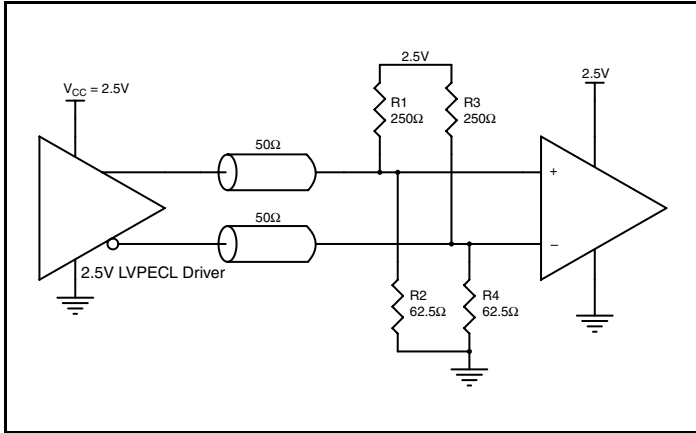 2.5V
V_CC = 2.5V
2.5V
R1
250Ω
R3
250Ω
50Ω
+
50Ω
–
2.5V LVPECL Driver
R2
62.5Ω
R4
62.5Ω